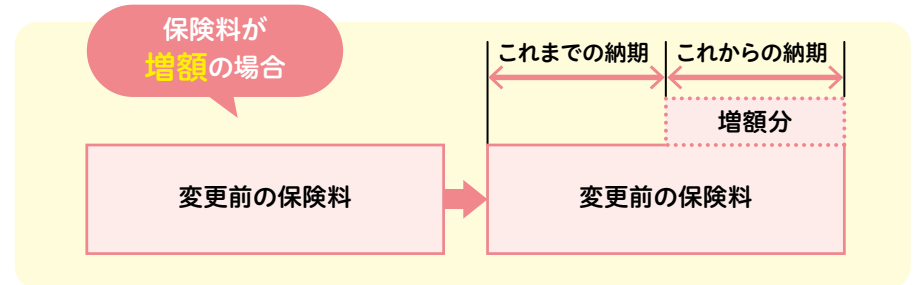 保険料が
増額の場合
これまでの納期
これからの納期
増額分
変更前の保険料
変更前の保険料